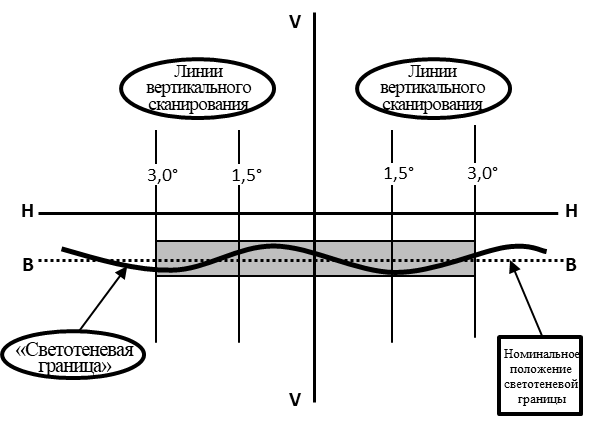 V
Линии
вертикального
сканирования
Линии
вертикального
сканирования
3,0° 1,5° 1,5° 3,0°
H H
B B
«Светотеневая
граница»
Номинальное
положение
светотеневой
границы
V